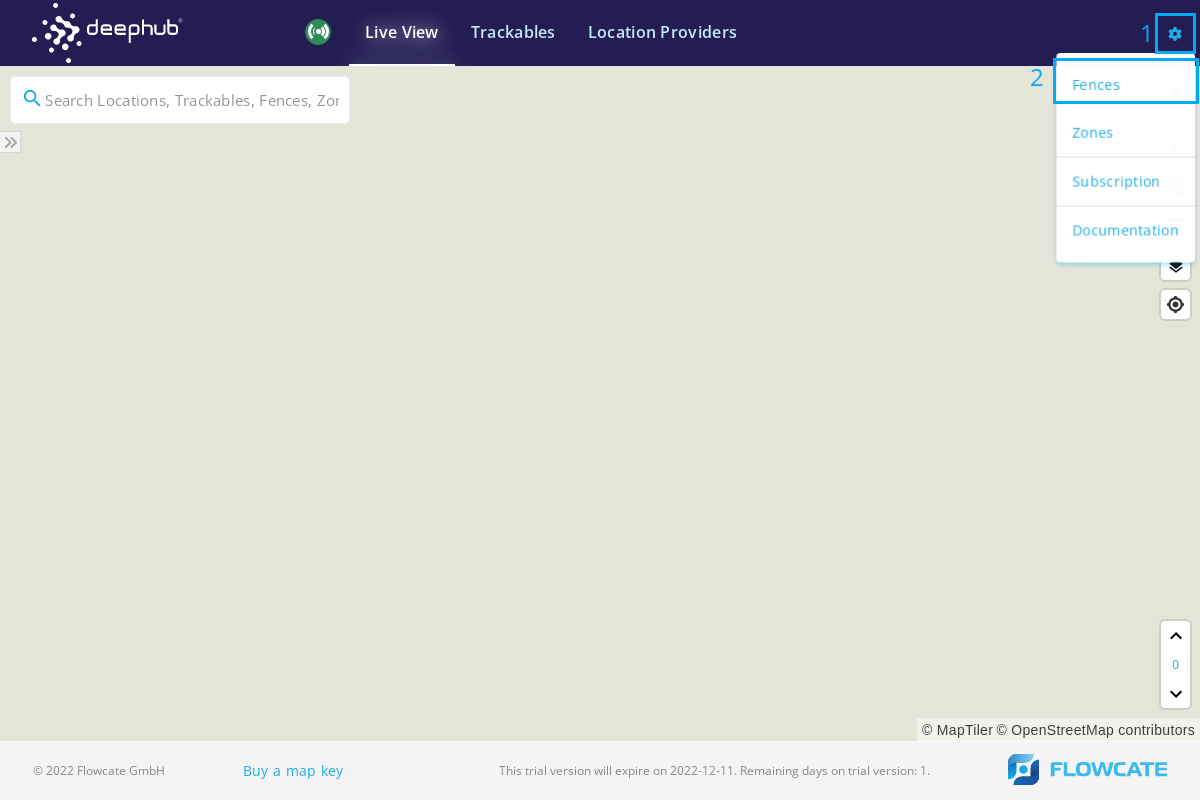 deephub®
Live View
Trackables
Location Providers
1
2
Fences
Zones
Subscription
Documentation
Search Locations, Trackables, Fences, Zor
0
© MapTiler © OpenStreetMap contributors
© 2022 Flowcate GmbH
Buy a map key
This trial version will expire on 2022-12-11. Remaining days on trial version: 1.
FLOWCATE